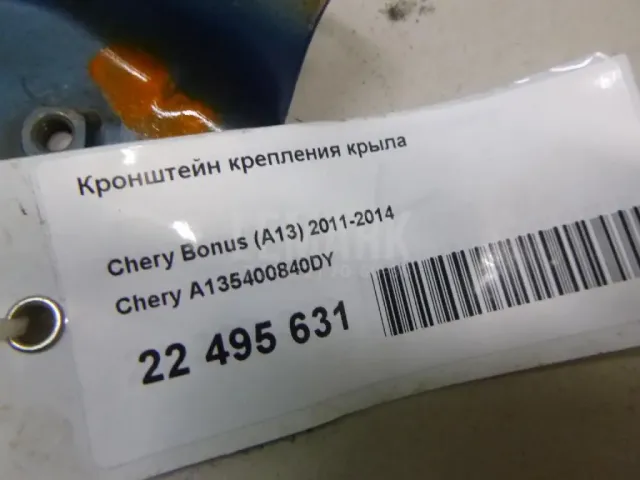 Кронштейн крепления крыла
Chery Bonus (A13) 2011-2014
Chery A135400840DY
22 495 631